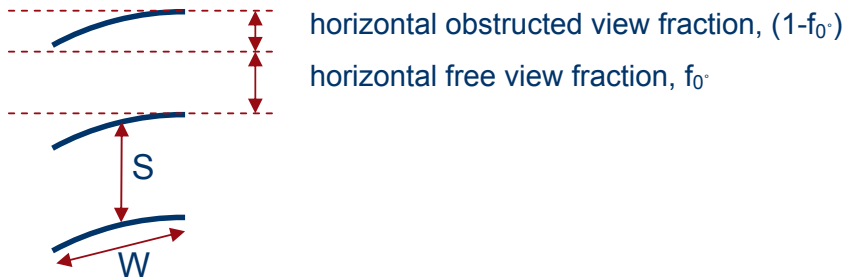 horizontal obstructed view fraction, (1-f₀°)
horizontal free view fraction, f₀°
S
W